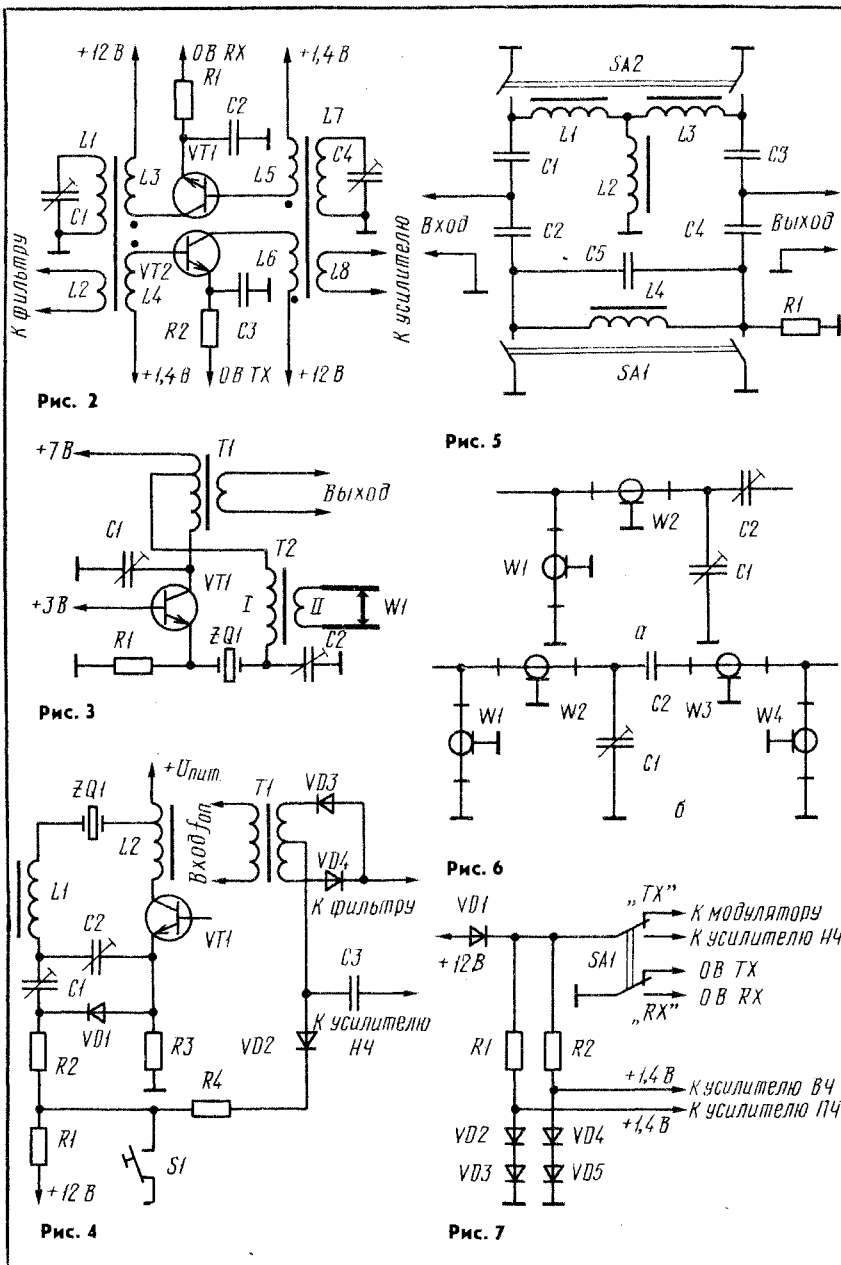 +12 В
0В RX
+1,4 В
R1
C2
L1
VT1
L7
C4
L3
L5
C1
К фильтру
VT2
L6
К усилителю
L2
L4
L8
R2
C3
+1,4 В
0В TX
+12 В
Рис. 2
SA2
L1
L3
C1
L2
C3
Вход
C2
C4
Выход
C5
L4
R1
SA1
Рис. 5
+7 В
T1
Выход
C1
T2
VT1
+3 В
I
II
W1
R1
ZQ1
C2
Рис. 3
W2
C2
W1
C1
а
W1
W2
C2
W3
W4
C1
б
Рис. 6
+Uпит.
ZQ1
T1
VD3
L2
Вход fоп
VD4
L1
К фильтру
C2
VT1
C1
C3
VD1
К усилителю НЧ
R2
R3
VD2
R4
R1
S1
+12 В
Рис. 4
„TX"
VD1
К модулятору
К усилителю НЧ
+12 В
SA1
0В TX
0В RX
„RX"
R1
R2
+1,4 В
К усилителю ВЧ
К усилителю ПЧ
+1,4 В
VD2
VD4
VD3
VD5
Рис. 7